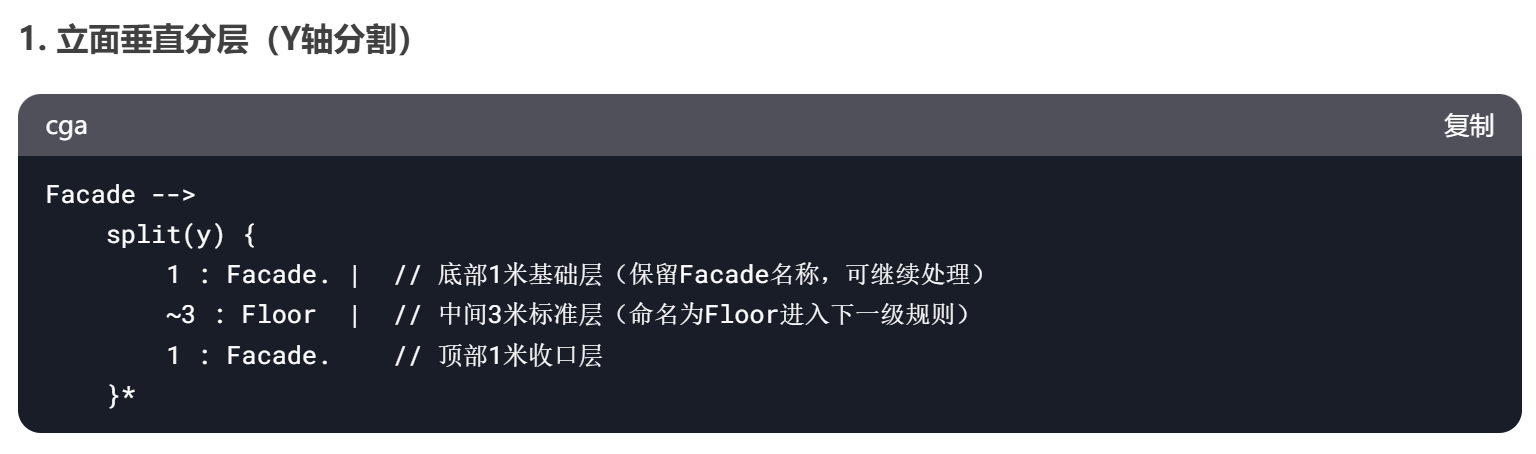 1. 立面垂直分层（Y轴分割）
cga 复制
Facade -->
    split(y) {
        1 : Facade. |  // 底部1米基础层（保留Facade名称，可继续处理）
        ~3 : Floor  |  // 中间3米标准层（命名为Floor进入下一级规则）
        1 : Facade.    // 顶部1米收口层
    }*